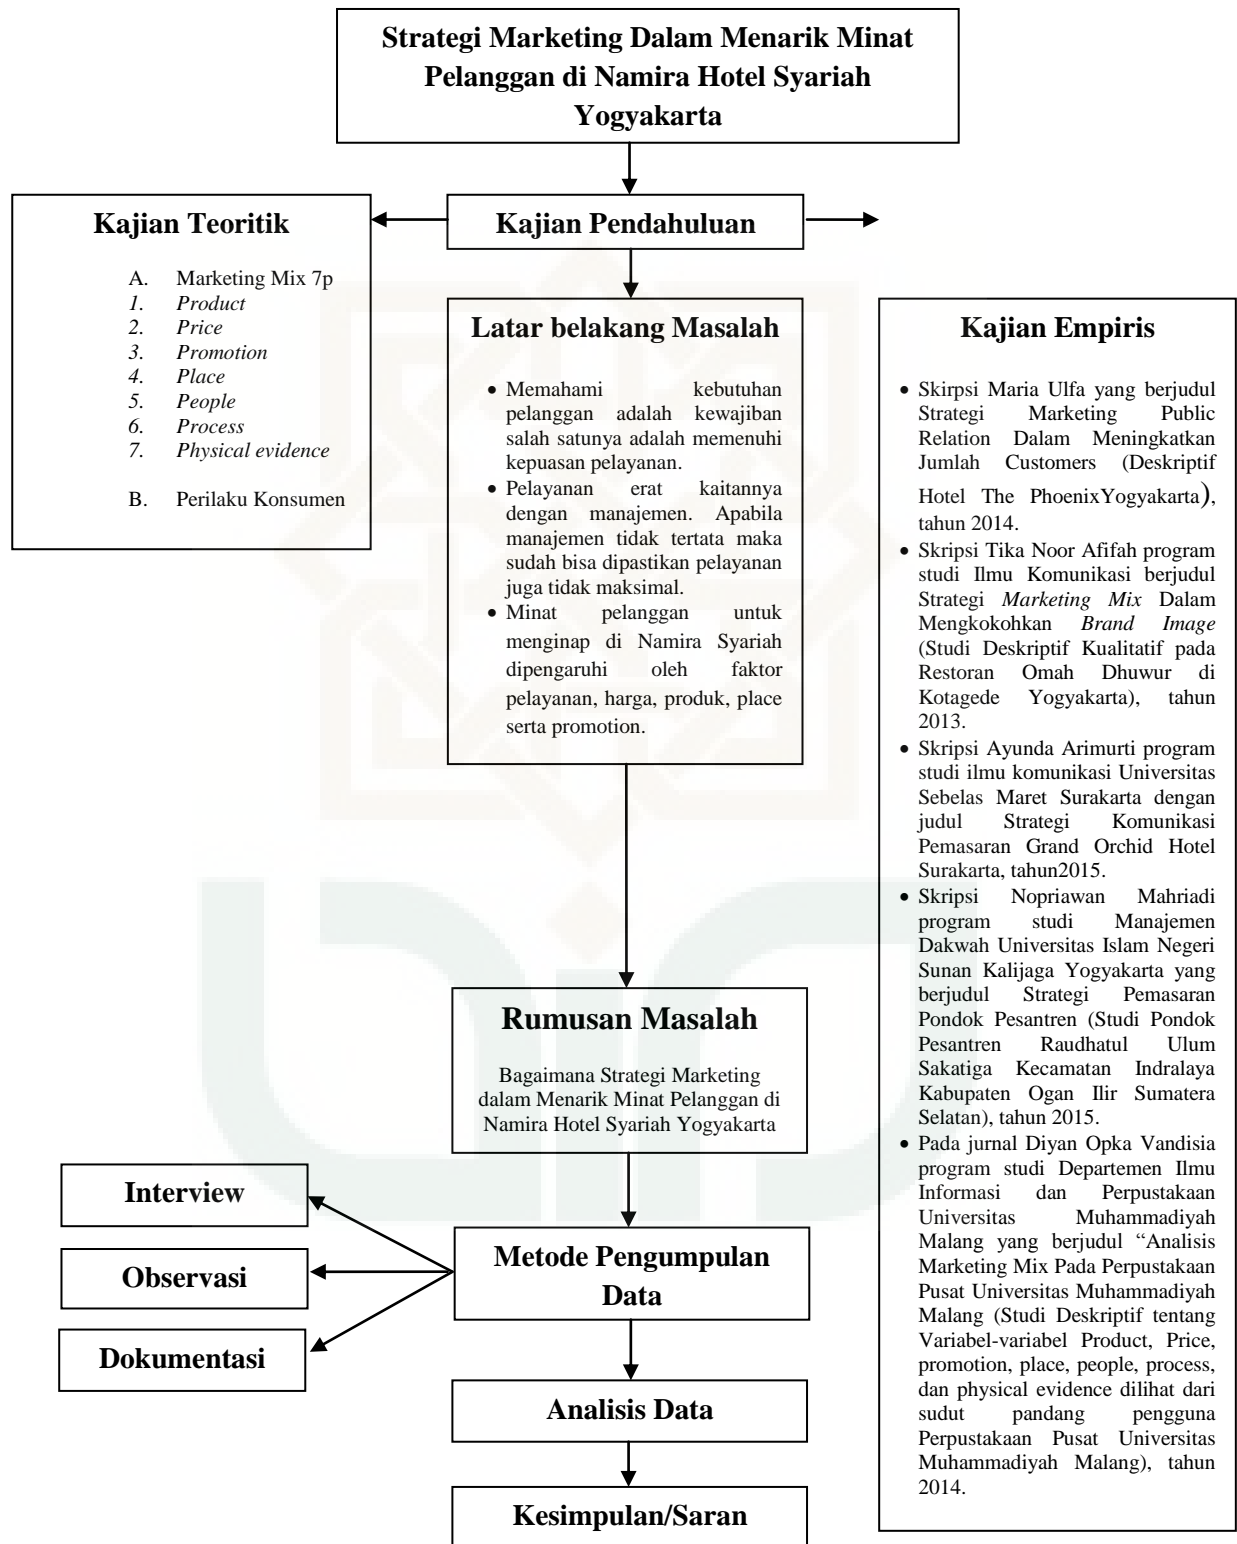 Strategi Marketing Dalam Menarik Minat
Pelanggan di Namira Hotel Syariah
Yogyakarta
Kajian Pendahuluan
Kajian Teoritik
A. Marketing Mix 7p
1. Product
2. Price
3. Promotion
4. Place
5. People
6. Process
7. Physical evidence
B. Perilaku Konsumen
Latar belakang Masalah
• Memahami kebutuhan
pelanggan adalah kewajiban
salah satunya adalah memenuhi
kepuasan pelayanan.
• Pelayanan erat kaitannya
dengan manajemen. Apabila
manajemen tidak tertata maka
sudah bisa dipastikan pelayanan
juga tidak maksimal.
• Minat pelanggan untuk
menginap di Namira Syariah
dipengaruhi oleh faktor
pelayanan, harga, produk, place
serta promotion.
Kajian Empiris
• Skirpsi Maria Ulfa yang berjudul
Strategi Marketing Public
Relation Dalam Meningkatkan
Jumlah Customers (Deskriptif
Hotel The PhoenixYogyakarta),
tahun 2014.
• Skripsi Tika Noor Afifah program
studi Ilmu Komunikasi berjudul
Strategi Marketing Mix Dalam
Mengkokohkan Brand Image
(Studi Deskriptif Kualitatif pada
Restoran Omah Dhuwur di
Kotagede Yogyakarta), tahun
2013.
• Skripsi Ayunda Arimurti program
studi ilmu komunikasi Universitas
Sebelas Maret Surakarta dengan
judul Strategi Komunikasi
Pemasaran Grand Orchid Hotel
Surakarta, tahun2015.
• Skripsi Nopriawan Mahriadi
program studi Manajemen
Dakwah Universitas Islam Negeri
Sunan Kalijaga Yogyakarta yang
berjudul Strategi Pemasaran
Pondok Pesantren (Studi Pondok
Pesantren Raudhatul Ulum
Sakatiga Kecamatan Indralaya
Kabupaten Ogan Ilir Sumatera
Selatan), tahun 2015.
• Pada jurnal Diyan Opka Vandisia
program studi Departemen Ilmu
Informasi dan Perpustakaan
Universitas Muhammadiyah
Malang yang berjudul “Analisis
Marketing Mix Pada Perpustakaan
Pusat Universitas Muhammadiyah
Malang (Studi Deskriptif tentang
Variabel-variabel Product, Price,
promotion, place, people, process,
dan physical evidence dilihat dari
sudut pandang pengguna
Perpustakaan Pusat Universitas
Muhammadiyah Malang), tahun
2014.
Rumusan Masalah
Bagaimana Strategi Marketing
dalam Menarik Minat Pelanggan di
Namira Hotel Syariah Yogyakarta
Metode Pengumpulan
Data
Interview
Observasi
Dokumentasi
Analisis Data
Kesimpulan/Saran